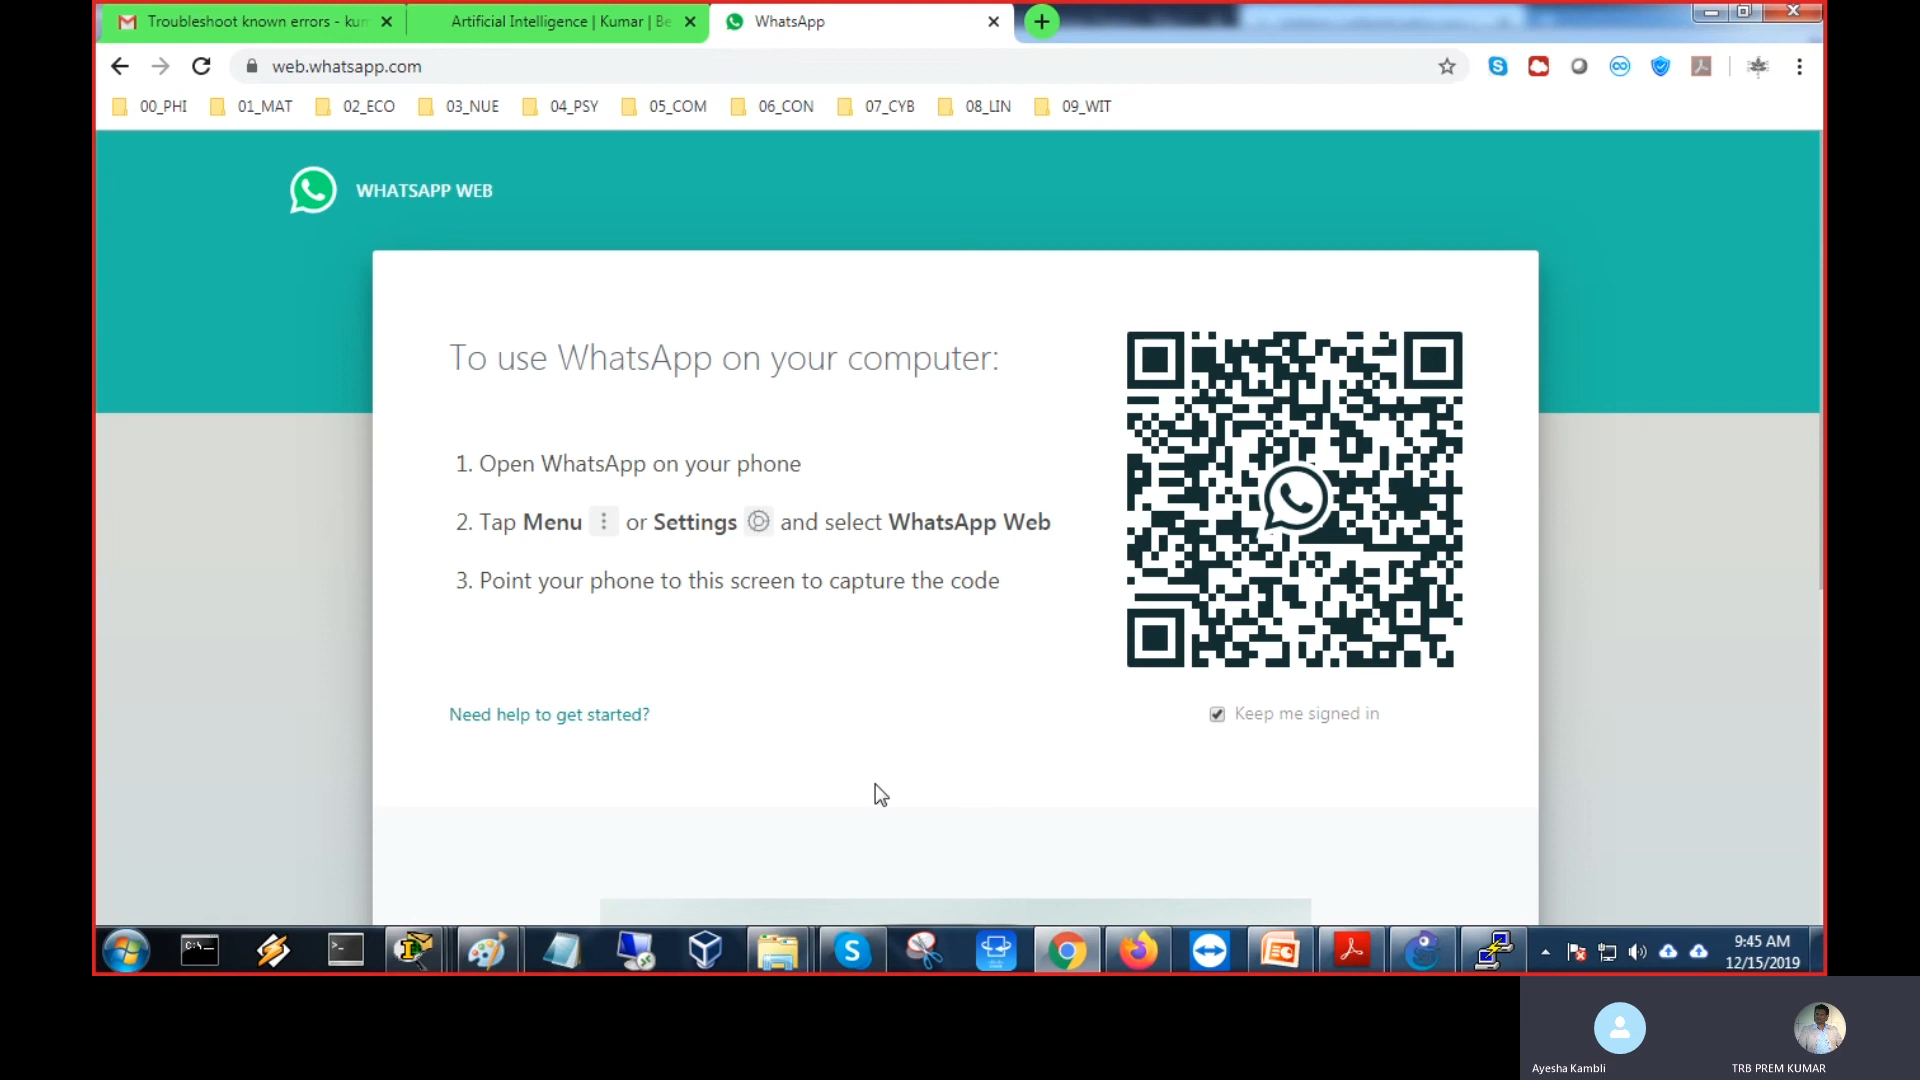 Troubleshoot known errors - kum
Artificial Intelligence | Kumar | Be
WhatsApp
web.whatsapp.com
00_PHI
01_MAT
02_ECO
03_NUE
04_PSY
05_COM
06_CON
07_CYB
08_LIN
09_WIT
WHATSAPP WEB
To use WhatsApp on your computer:
1. Open WhatsApp on your phone
2. Tap Menu or Settings and select WhatsApp Web
3. Point your phone to this screen to capture the code
Need help to get started?
Keep me signed in
9:45 AM
12/15/2019
Ayesha Kambli
TRB PREM KUMAR